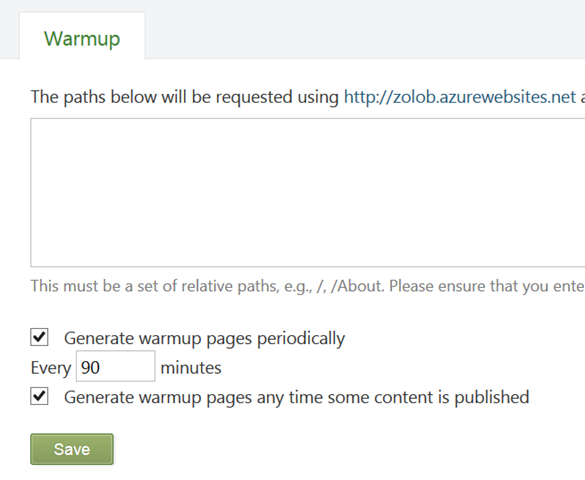 Warmup
The paths below will be requested using http://zolob.azurewebsites.net a
This must be a set of relative paths, e.g., /, /About. Please ensure that you ente
Generate warmup pages periodically
Every 90 minutes
Generate warmup pages any time some content is published
Save